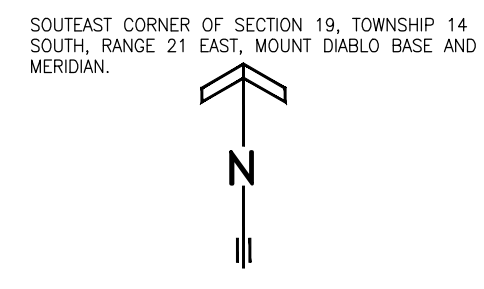 SOUTEAST CORNER OF SECTION 19, TOWNSHIP 14
SOUTH, RANGE 21 EAST, MOUNT DIABLO BASE AND
MERIDIAN.
N